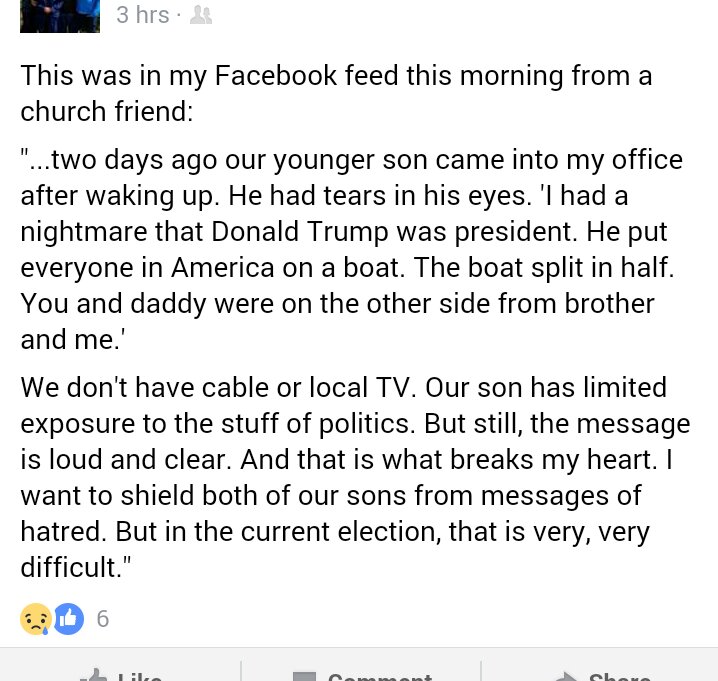 3 hrs ·
This was in my Facebook feed this morning from a
church friend:
"...two days ago our younger son came into my office
after waking up. He had tears in his eyes. 'I had a
nightmare that Donald Trump was president. He put
everyone in America on a boat. The boat split in half.
You and daddy were on the other side from brother
and me.'
We don't have cable or local TV. Our son has limited
exposure to the stuff of politics. But still, the message
is loud and clear. And that is what breaks my heart. I
want to shield both of our sons from messages of
hatred. But in the current election, that is very, very
difficult."
6
Like Comment Share